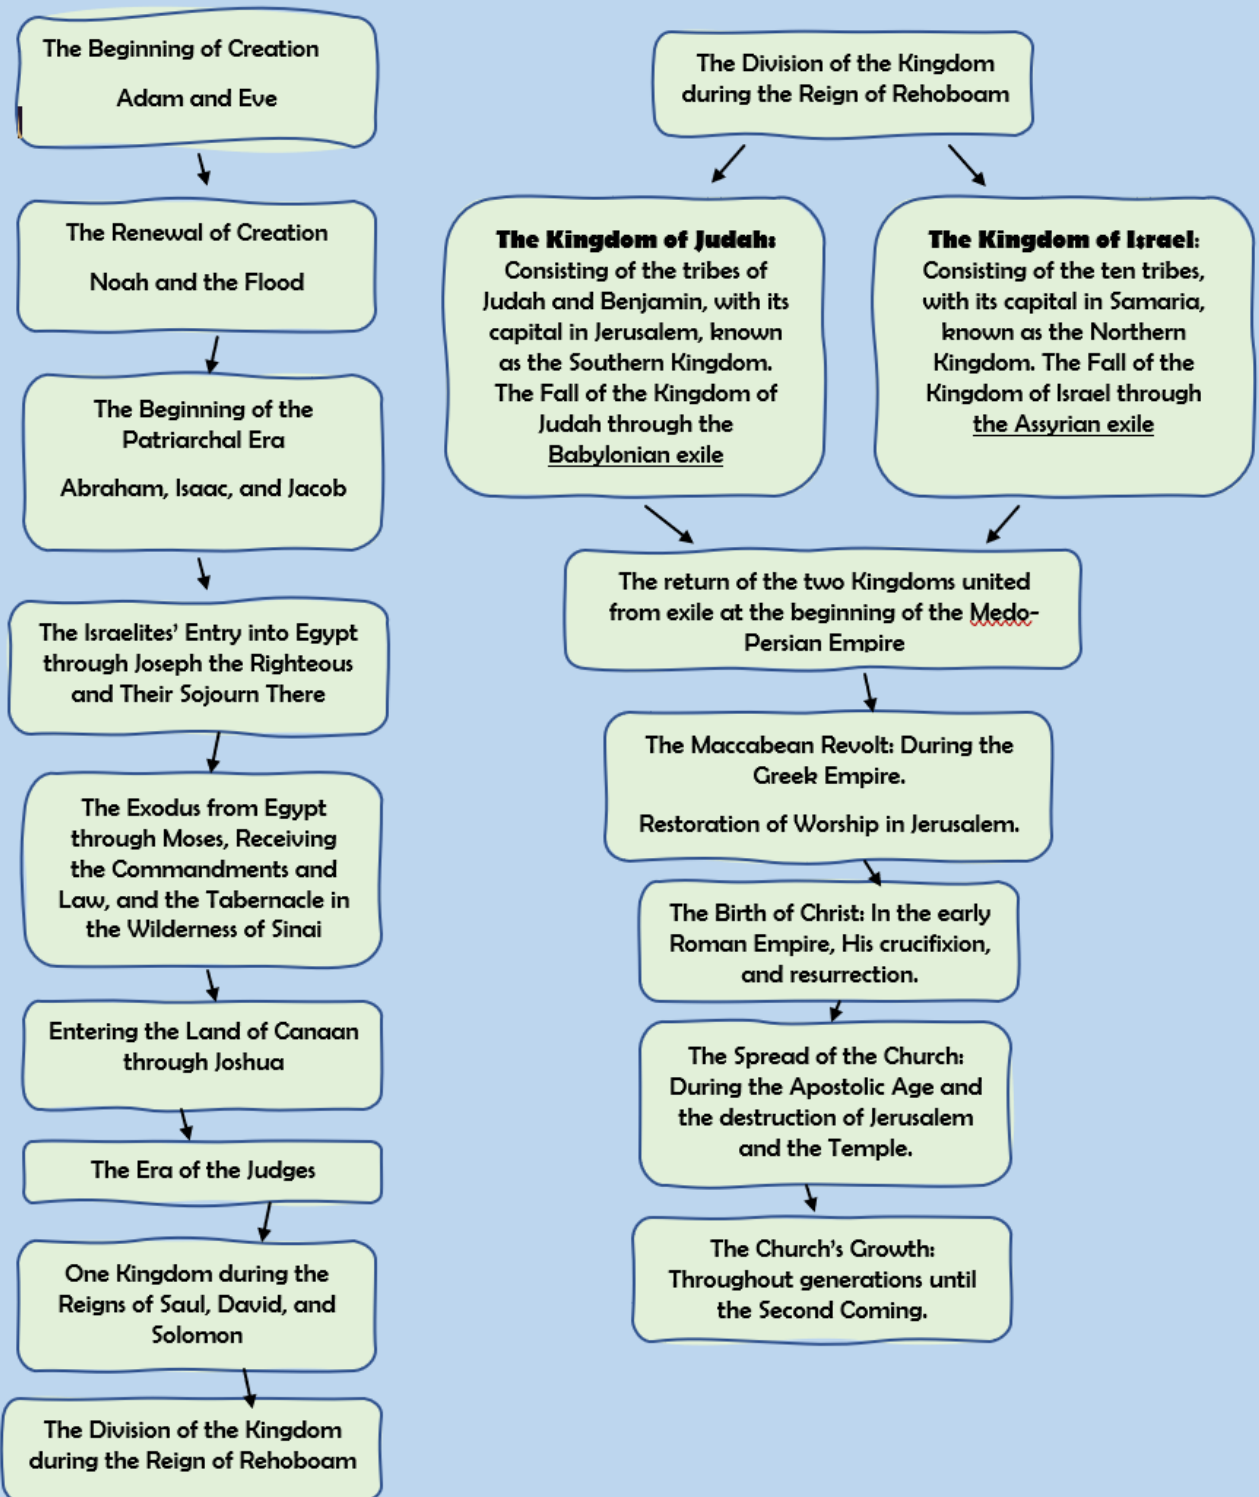 The Beginning of Creation
Adam and Eve
The Renewal of Creation
Noah and the Flood
The Beginning of the
Patriarchal Era
Abraham, Isaac, and Jacob
The Israelites’ Entry into Egypt
through Joseph the Righteous
and Their Sojourn There
The Exodus from Egypt
through Moses, Receiving
the Commandments and
Law, and the Tabernacle in
the Wilderness of Sinai
Entering the Land of Canaan
through Joshua
The Era of the Judges
One Kingdom during the
Reigns of Saul, David, and
Solomon
The Division of the Kingdom
during the Reign of Rehoboam
The Division of the Kingdom
during the Reign of Rehoboam
The Kingdom of Judah:
Consisting of the tribes of
Judah and Benjamin, with its
capital in Jerusalem, known
as the Southern Kingdom.
The Fall of the Kingdom of
Judah through the
Babylonian exile
The Kingdom of Israel:
Consisting of the ten tribes,
with its capital in Samaria,
known as the Northern
Kingdom. The Fall of the
Kingdom of Israel through
the Assyrian exile
The return of the two Kingdoms united
from exile at the beginning of the Medo-
Persian Empire
The Maccabean Revolt: During the
Greek Empire.
Restoration of Worship in Jerusalem.
The Birth of Christ: In the early
Roman Empire, His crucifixion,
and resurrection.
The Spread of the Church:
During the Apostolic Age and
the destruction of Jerusalem
and the Temple.
The Church’s Growth:
Throughout generations until
the Second Coming.